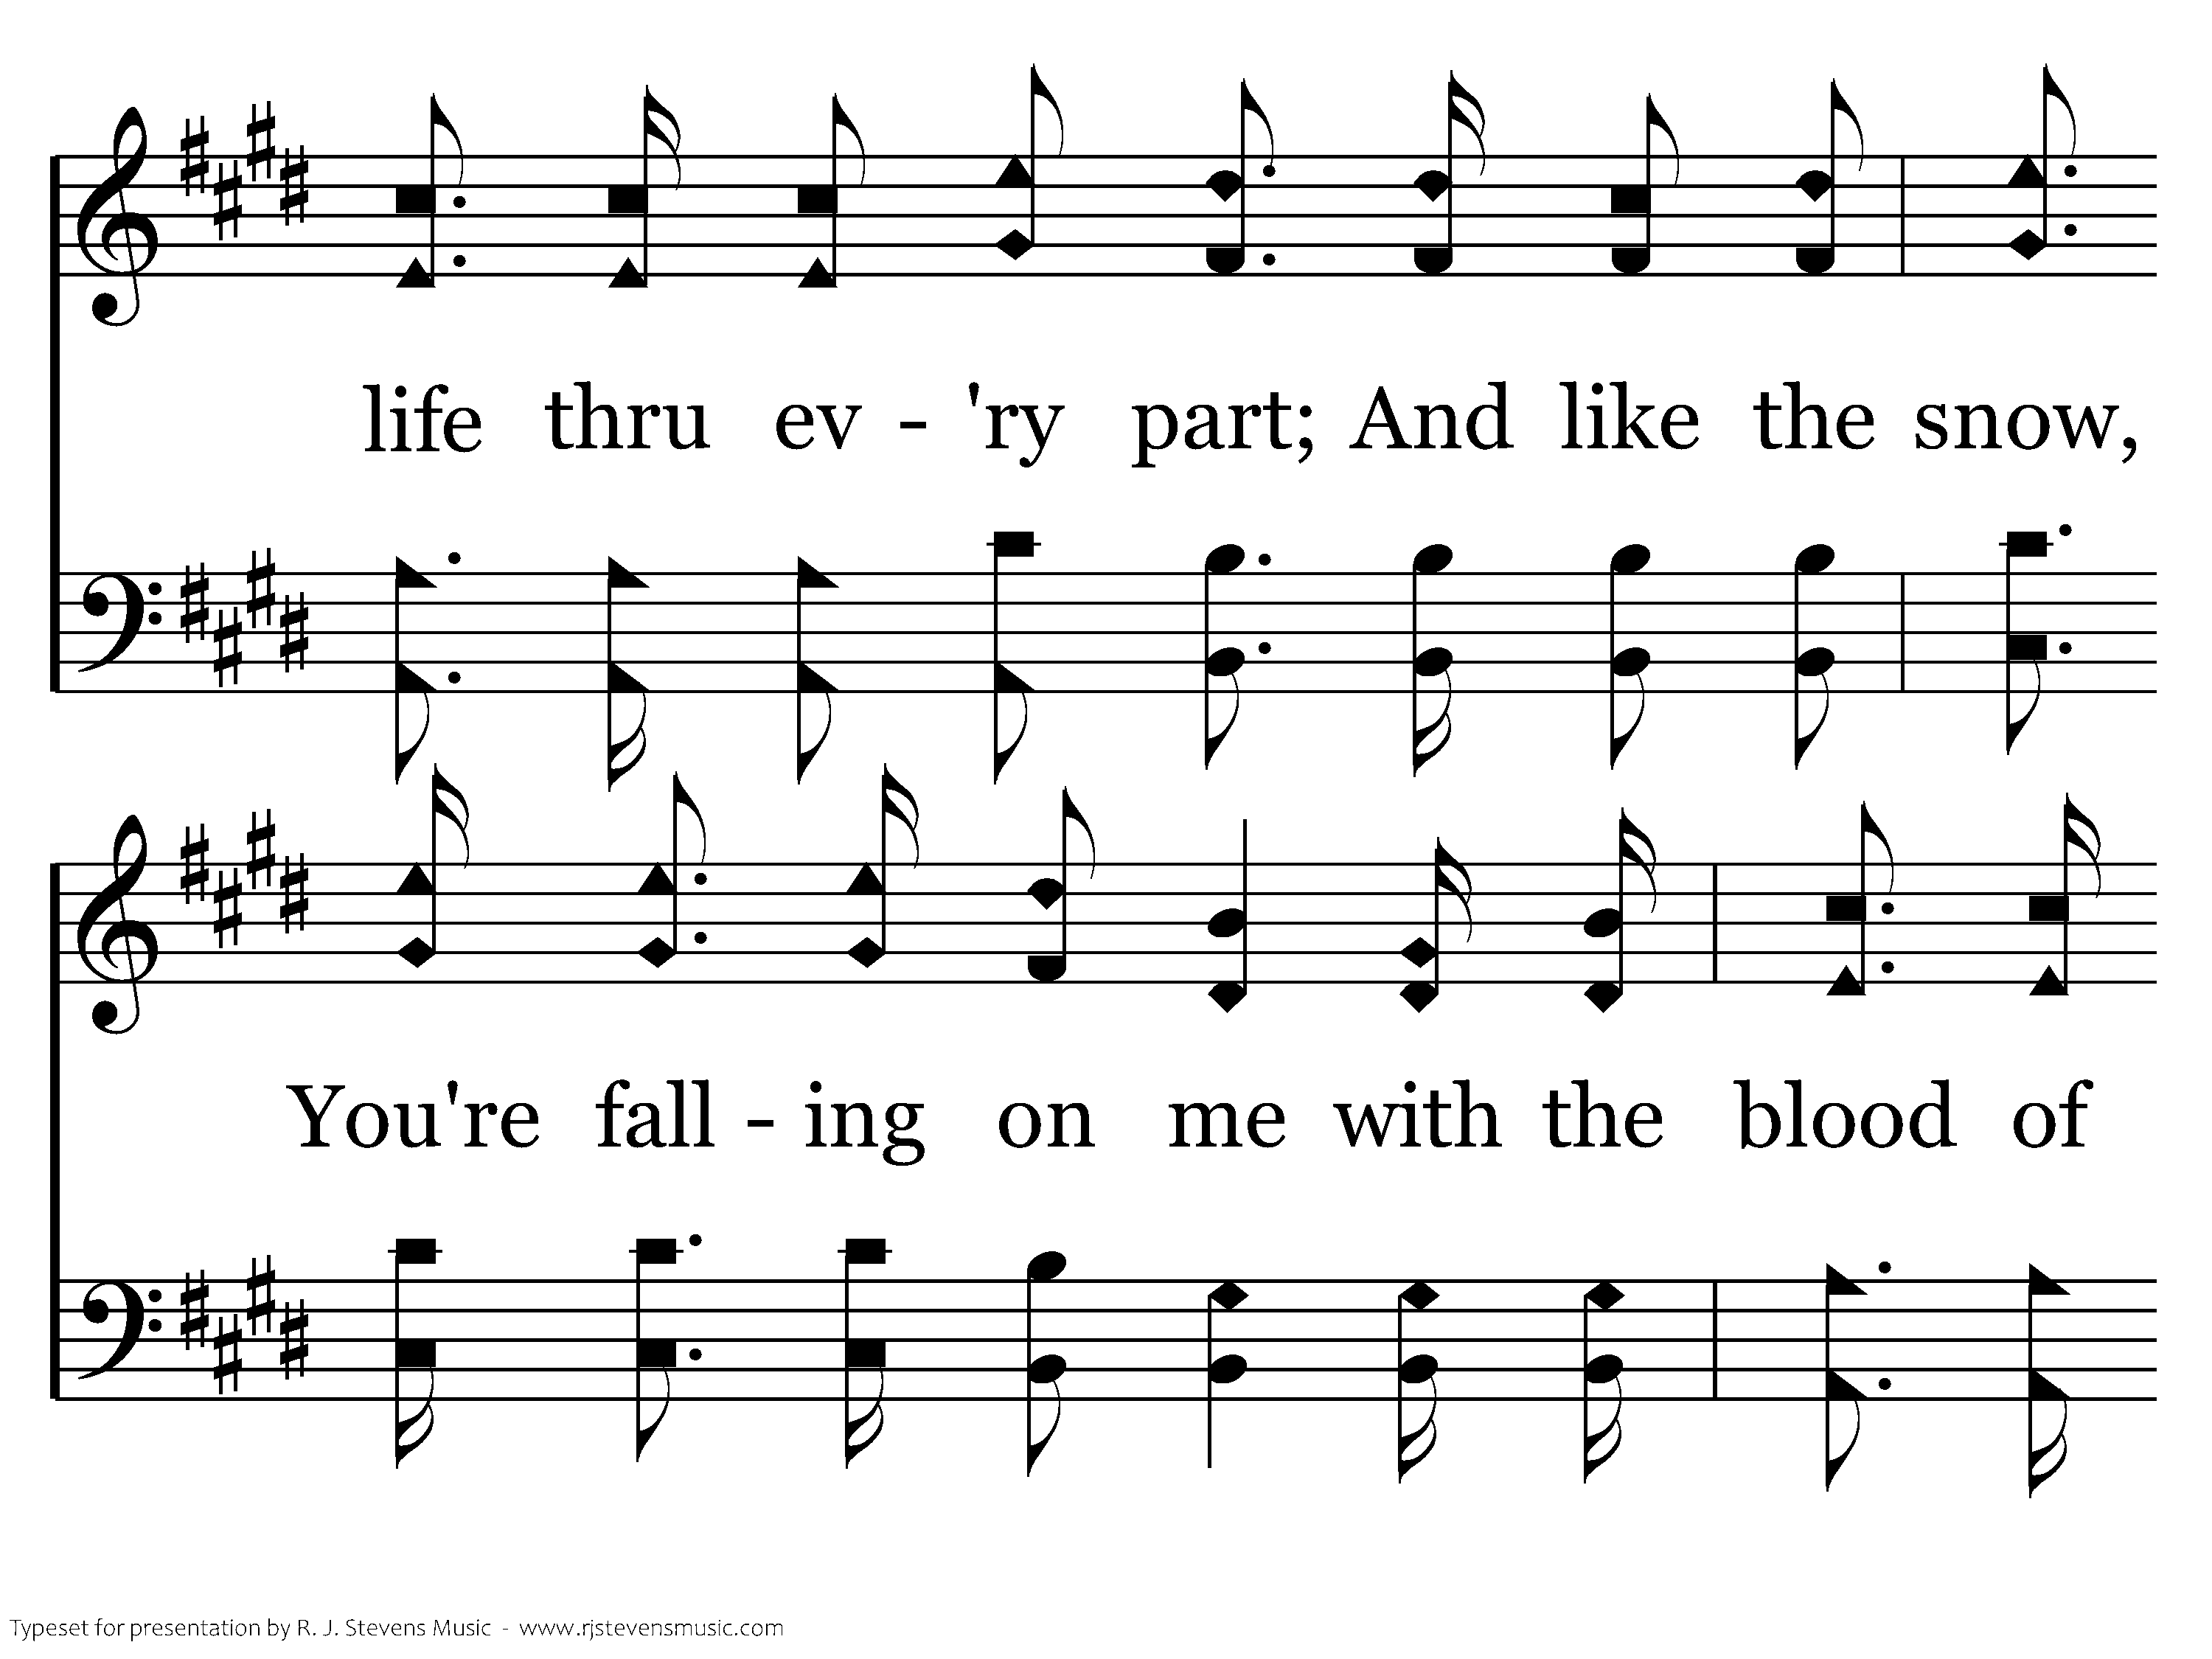 life thru ev - 'ry part; And like the snow,
You're fall - ing on me with the blood of
Typeset for presentation by R. J. Stevens Music - www.rjstevensmusic.com